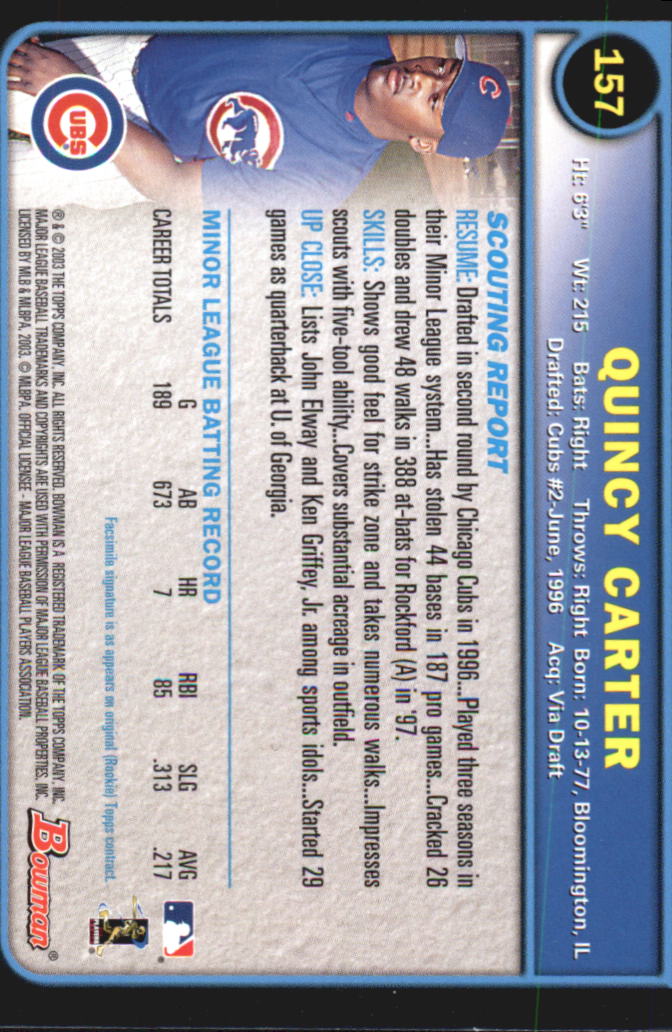 157
QUINCY CARTER
Ht: 6'3" Wt: 215 Bats: Right Throws: Right Born: 10-13-77, Bloomington, IL
Drafted: Cubs #2-June, 1996 Acq: Via Draft
C
SCOUTING REPORT
RESUME: Drafted in second round by Chicago Cubs in 1996...Played three seasons in
their Minor League system...Has stolen 44 bases in 187 pro games...Cracked 26
doubles and drew 48 walks in 388 at-bats for Rockford (A) in '97.
SKILLS: Shows good feel for strike zone and takes numerous walks...Impresses
scouts with five-tool ability...Covers substantial acreage in outfield.
UP CLOSE: Lists John Elway and Ken Griffey, Jr. among sports idols...Started 29
games as quarterback at U. of Georgia.
MINOR LEAGUE BATTING RECORD
G AB HR RBI SLG AVG
CAREER TOTALS 189 673 7 85 .313 .217
Facsimile signature is as appears on original (Rookie) Topps contract.
CUBS
® & © 2003 THE TOPPS COMPANY, INC. ALL RIGHTS RESERVED. BOWMAN IS A REGISTERED TRADEMARK OF THE TOPPS COMPANY, INC.
MAJOR LEAGUE BASEBALL TRADEMARKS AND COPYRIGHTS ARE USED WITH PERMISSION OF MAJOR LEAGUE BASEBALL PROPERTIES, INC.
LICENSED BY MLB & MLBPA, 2003. © MLBPA. OFFICIAL LICENSEE - MAJOR LEAGUE BASEBALL PLAYERS ASSOCIATION.
PLAYERS
Bowman®